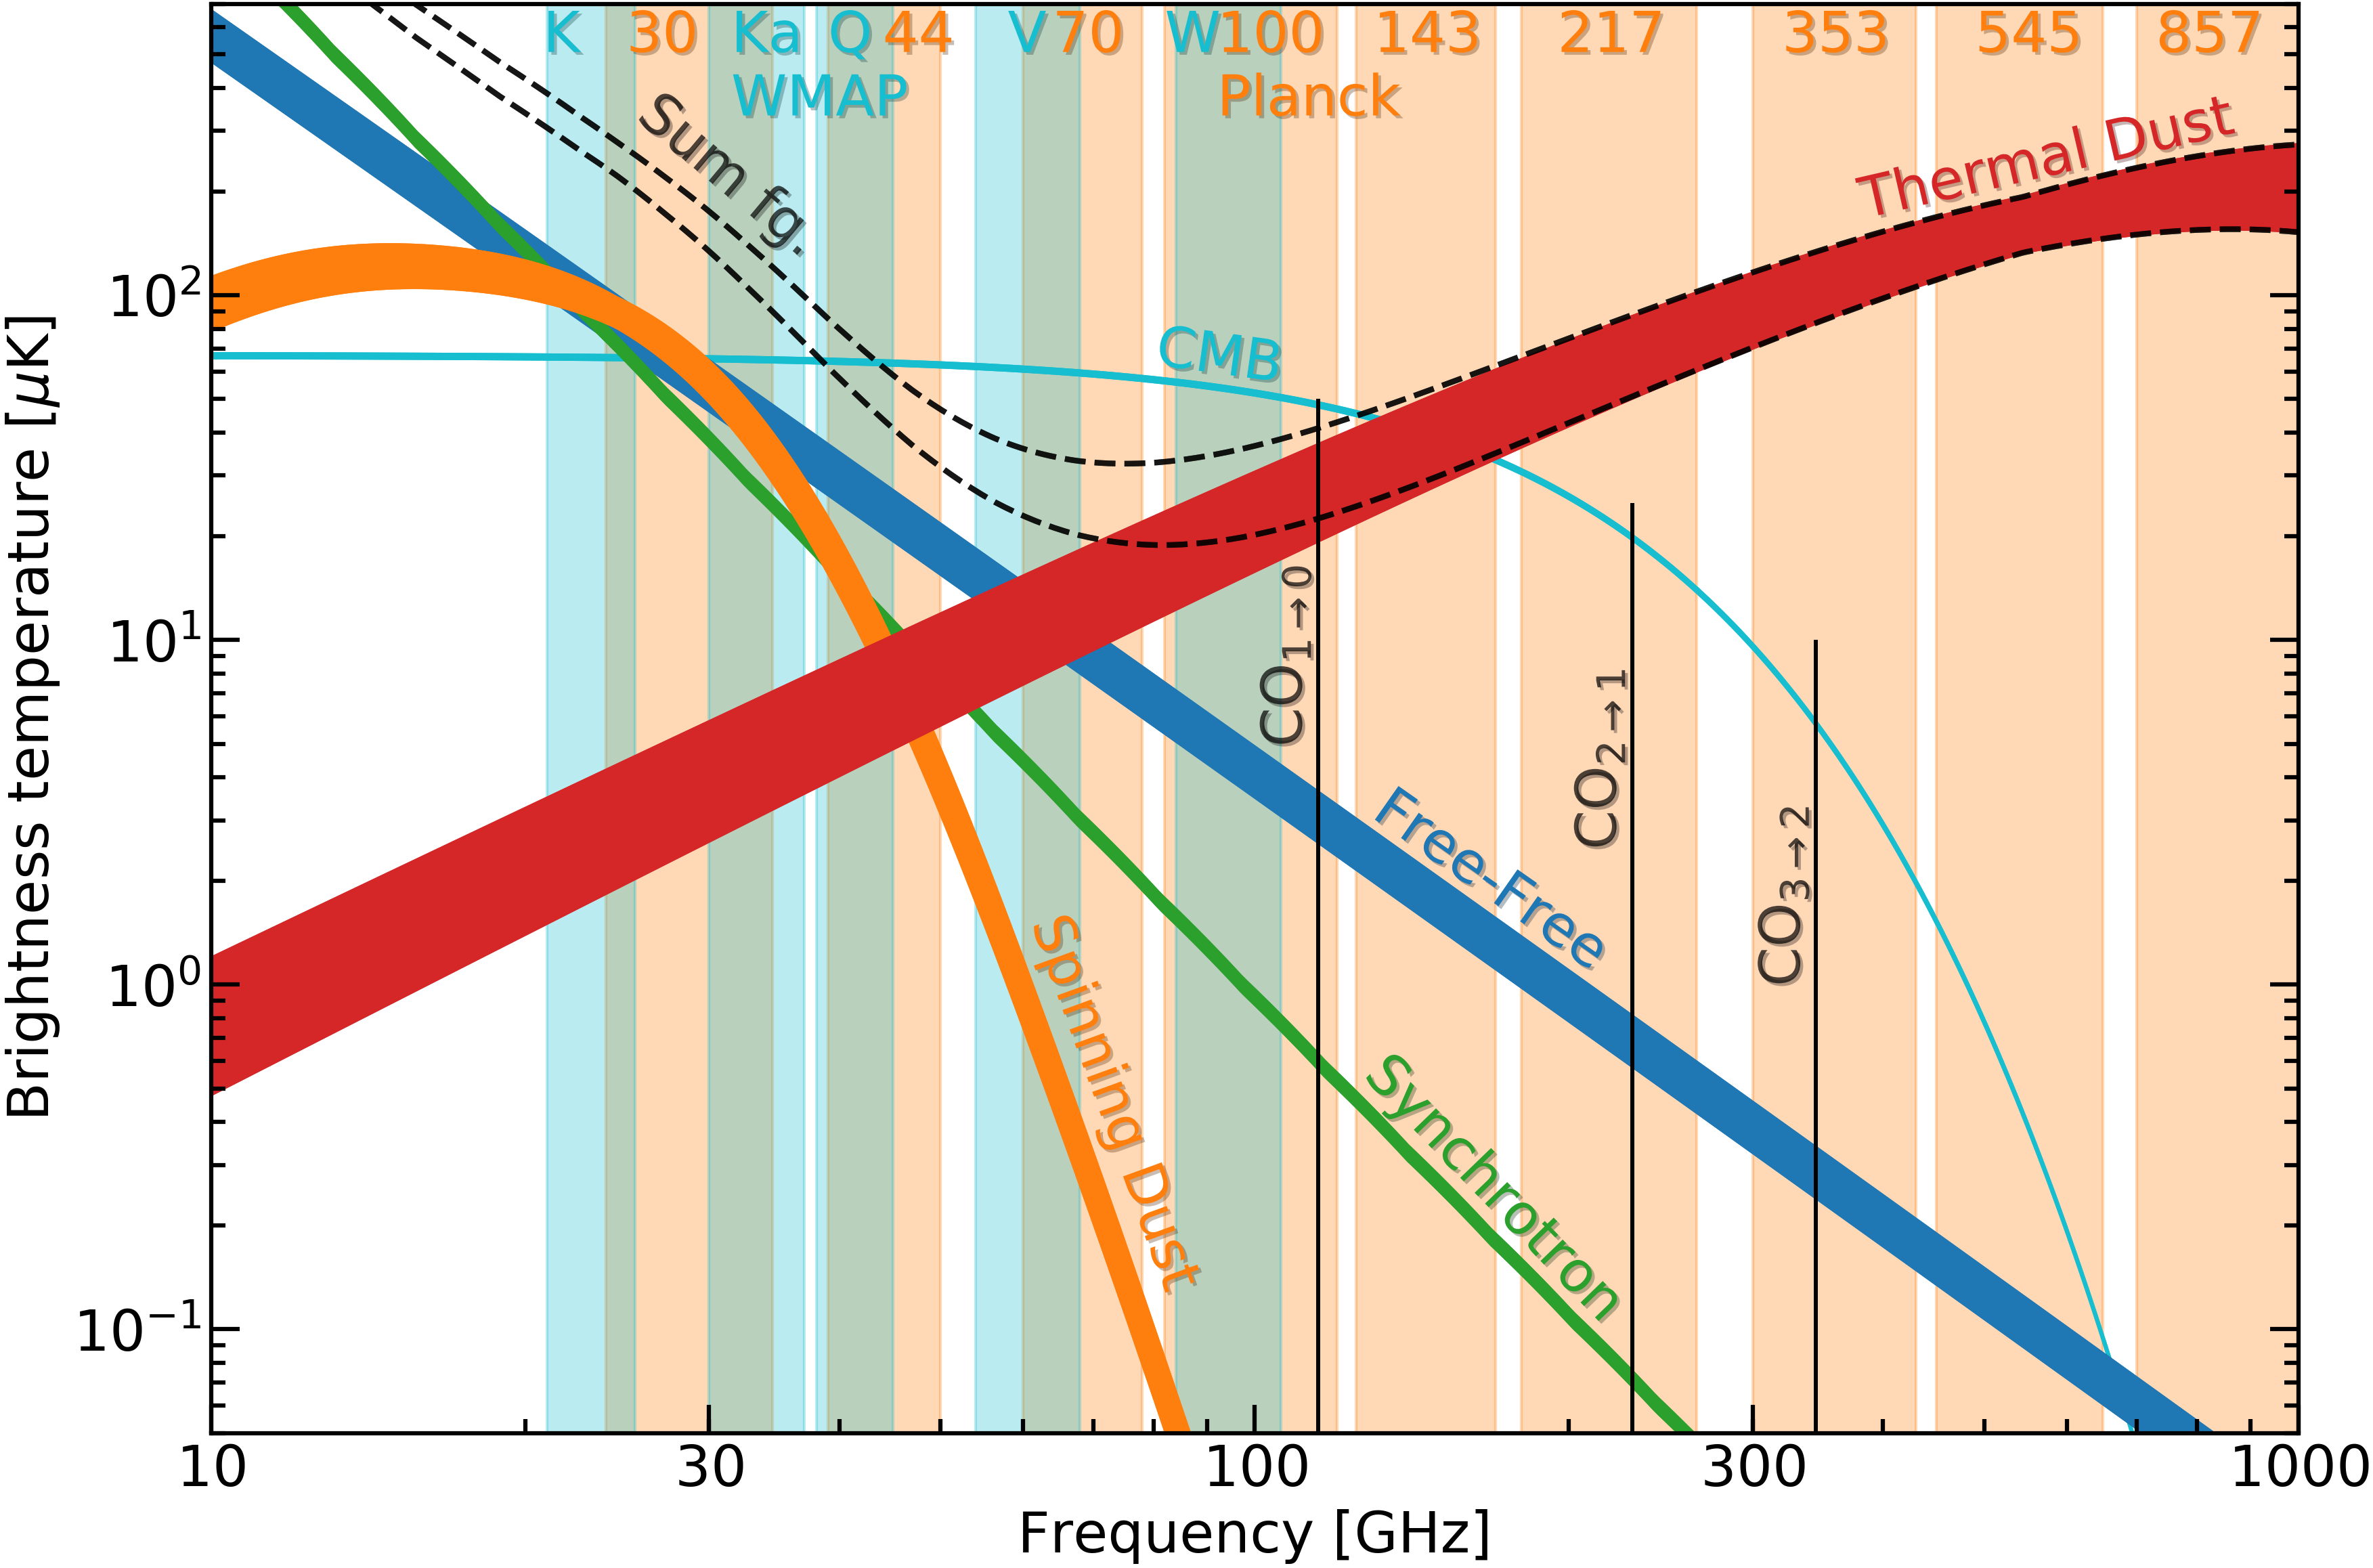 K 30 Ka Q 44 V 70 W 100 143 217 353 545 857
WMAP Planck
Sum fg.
Thermal Dust
CMB
CO1→0
CO2→1
CO3→2
Free-Free
Spinning Dust
Synchrotron
Brightness temperature [μK]
10²
10¹
10⁰
10⁻¹
10 30 100 300 1000
Frequency [GHz]